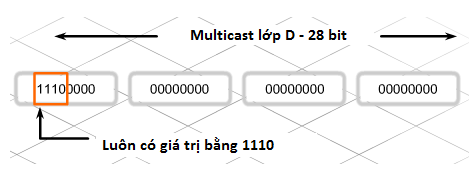 Multicast lớp D - 28 bit
11100000 00000000 00000000 00000000
Luôn có giá trị bằng 1110